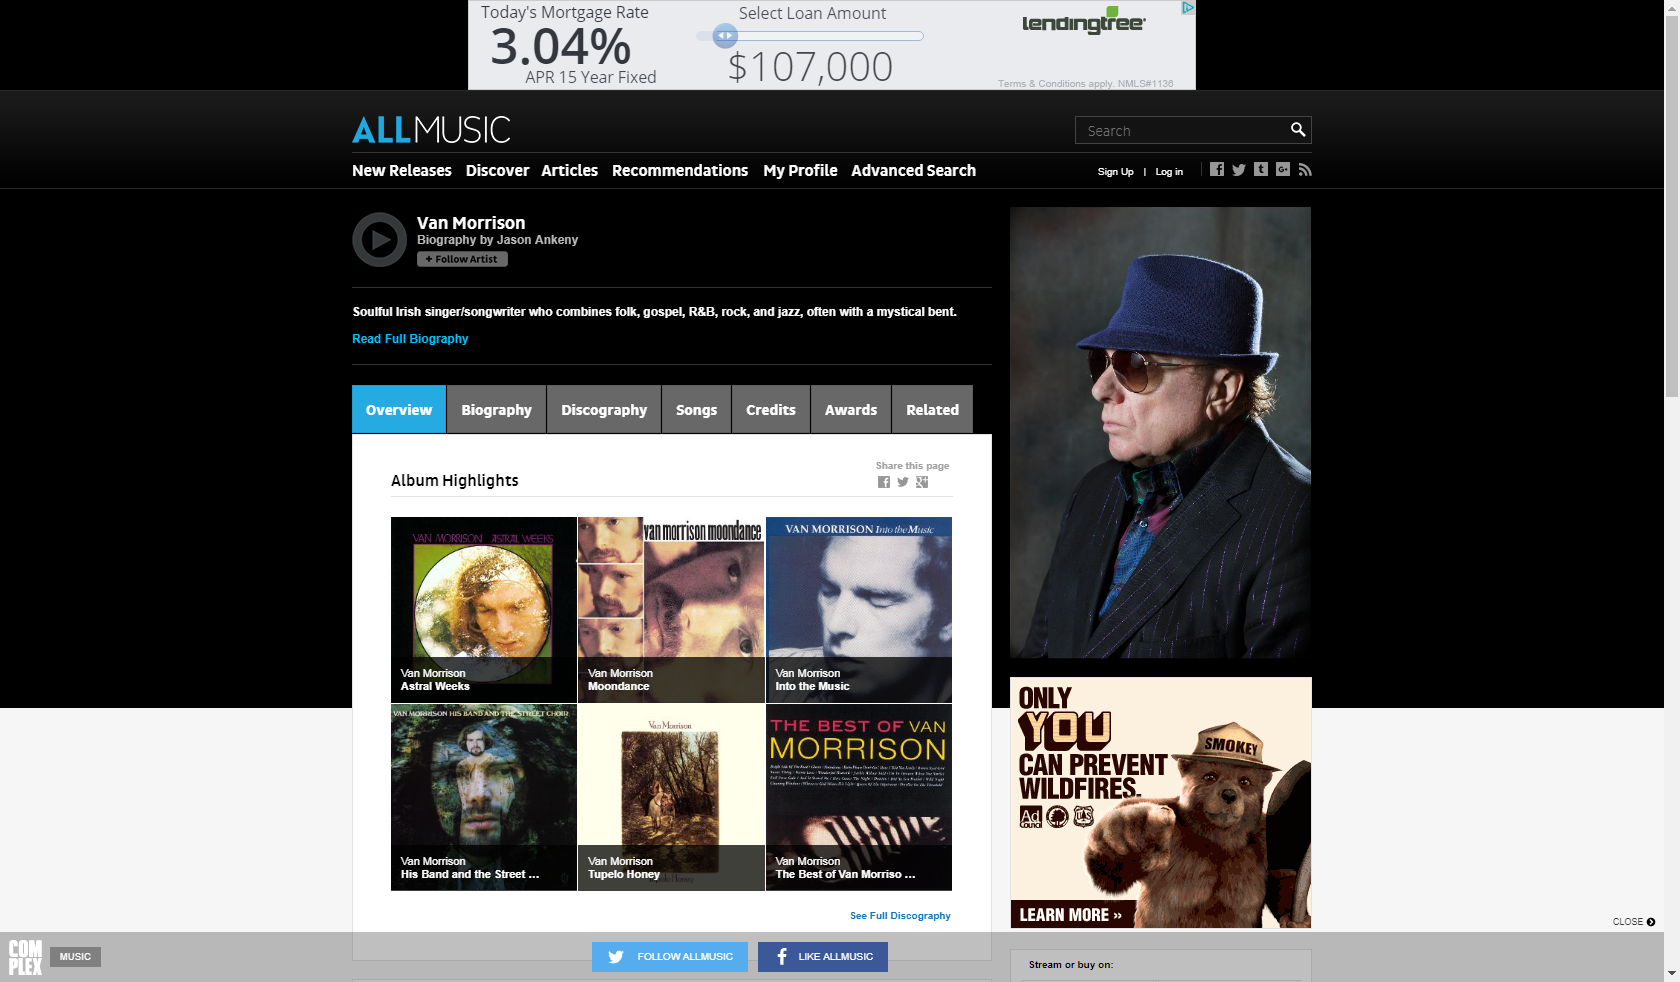 Today's Mortgage Rate
3.04%
APR 15 Year Fixed
Select Loan Amount
$107,000
lendingtree
Terms & Conditions apply. NMLS#1136
ALLMUSIC
Search
New Releases Discover Articles Recommendations My Profile Advanced Search
Sign Up | Log in
Van Morrison
Biography by Jason Ankeny
+ Follow Artist
Soulful Irish singer/songwriter who combines folk, gospel, R&B, rock, and jazz, often with a mystical bent.
Read Full Biography
Overview Biography Discography Songs Credits Awards Related
Album Highlights
Share this page
VAN MORRISON ASTRAL WEEKS
Van Morrison
Astral Weeks
van morrison moondance
Van Morrison
Moondance
VAN MORRISON Into the Music
Van Morrison
Into the Music
VAN MORRISON HIS BAND AND THE STREET CHOIR
Van Morrison
His Band and the Street ...
Van Morrison
Van Morrison
Tupelo Honey
Tupelo Honey
THE BEST OF VAN
MORRISON
Van Morrison
The Best of Van Morriso ...
See Full Discography
ONLY
YOU
CAN PREVENT
WILDFIRES.
SMOKEY
Ad
Council
LEARN MORE »
CLOSE
COM
PLEX
MUSIC
FOLLOW ALLMUSIC
LIKE ALLMUSIC
Stream or buy on: